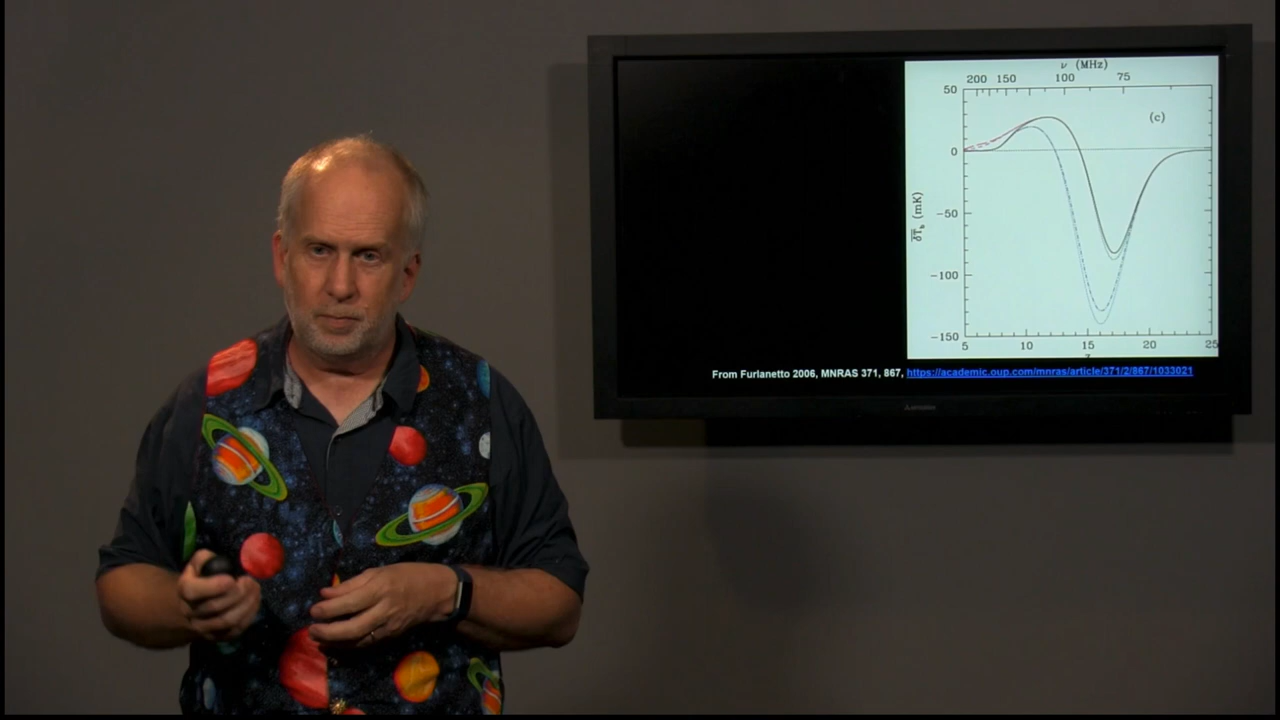 ν (MHz)
200 150 100 75
50
(c)
0
−50
δT_b (mK)
−100
−150
5 10 15 20 25
z
From Furlanetto 2006, MNRAS 371, 867, https://academic.oup.com/mnras/article/371/2/867/1033021